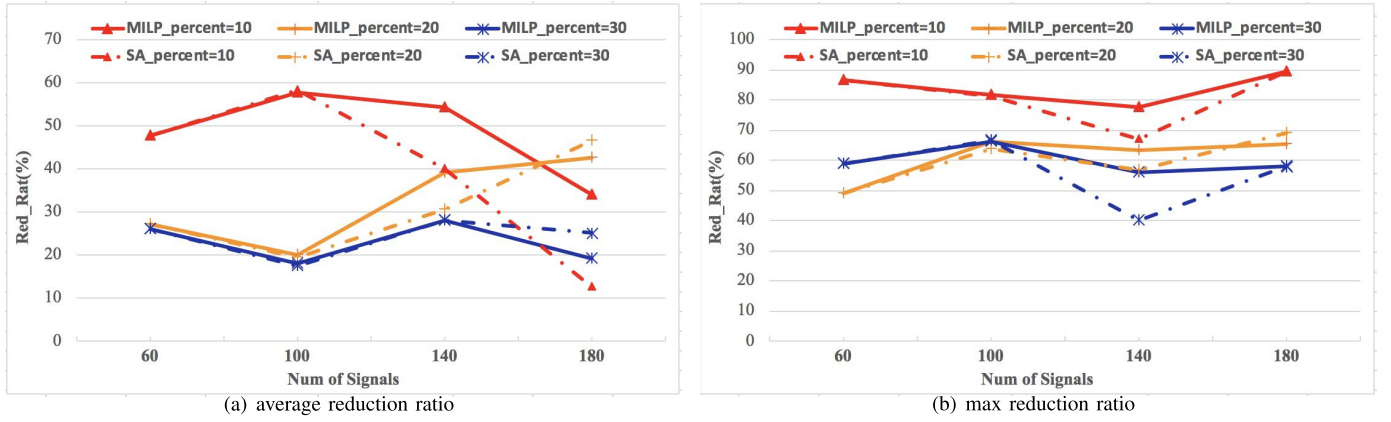 MILP_percent=10 MILP_percent=20 MILP_percent=30
SA_percent=10 SA_percent=20 SA_percent=30
70
60
50
40
30
20
10
0
Red_Rat(%)
60 100 140 180
Num of Signals
(a) average reduction ratio
MILP_percent=10 MILP_percent=20 MILP_percent=30
SA_percent=10 SA_percent=20 SA_percent=30
100
90
80
70
60
50
40
30
20
10
0
Red_Rat(%)
60 100 140 180
Num of Signals
(b) max reduction ratio